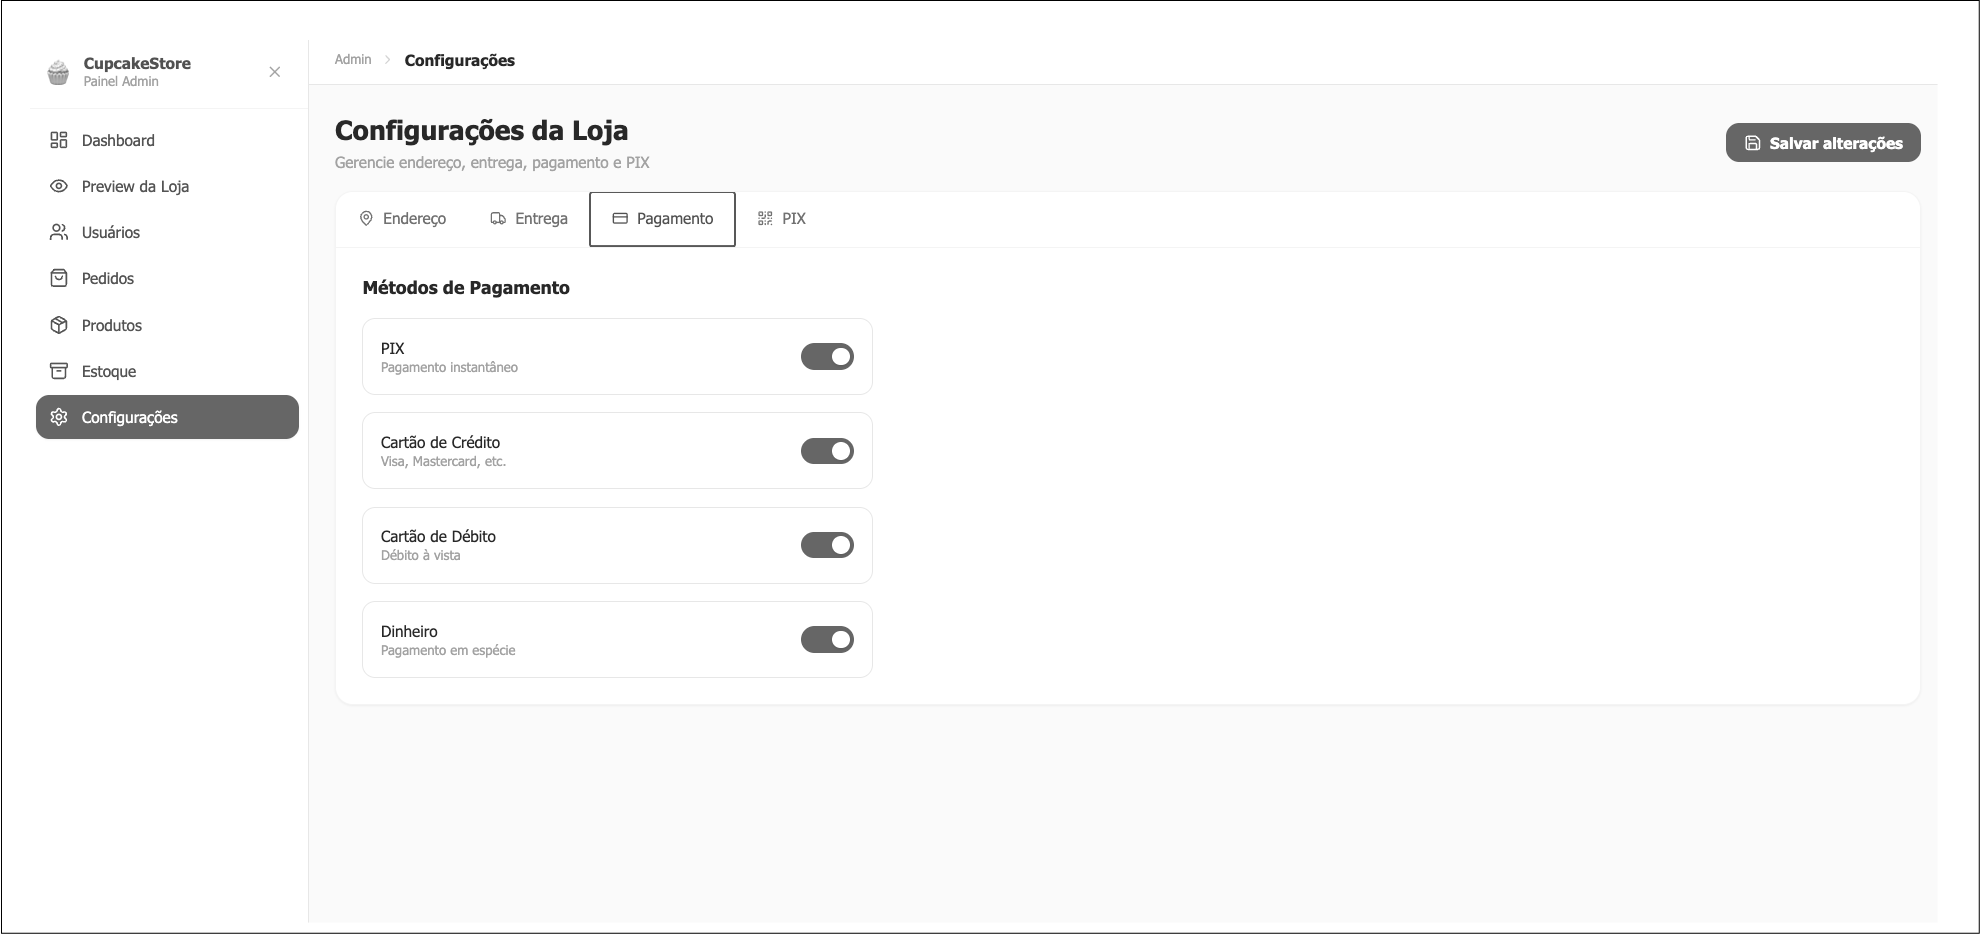 CupcakeStore
Painel Admin
Dashboard
Preview da Loja
Usuários
Pedidos
Produtos
Estoque
Configurações
Admin > Configurações
Configurações da Loja
Gerencie endereço, entrega, pagamento e PIX
Salvar alterações
Endereço Entrega Pagamento PIX
Métodos de Pagamento
PIX
Pagamento instantâneo
Cartão de Crédito
Visa, Mastercard, etc.
Cartão de Débito
Débito à vista
Dinheiro
Pagamento em espécie